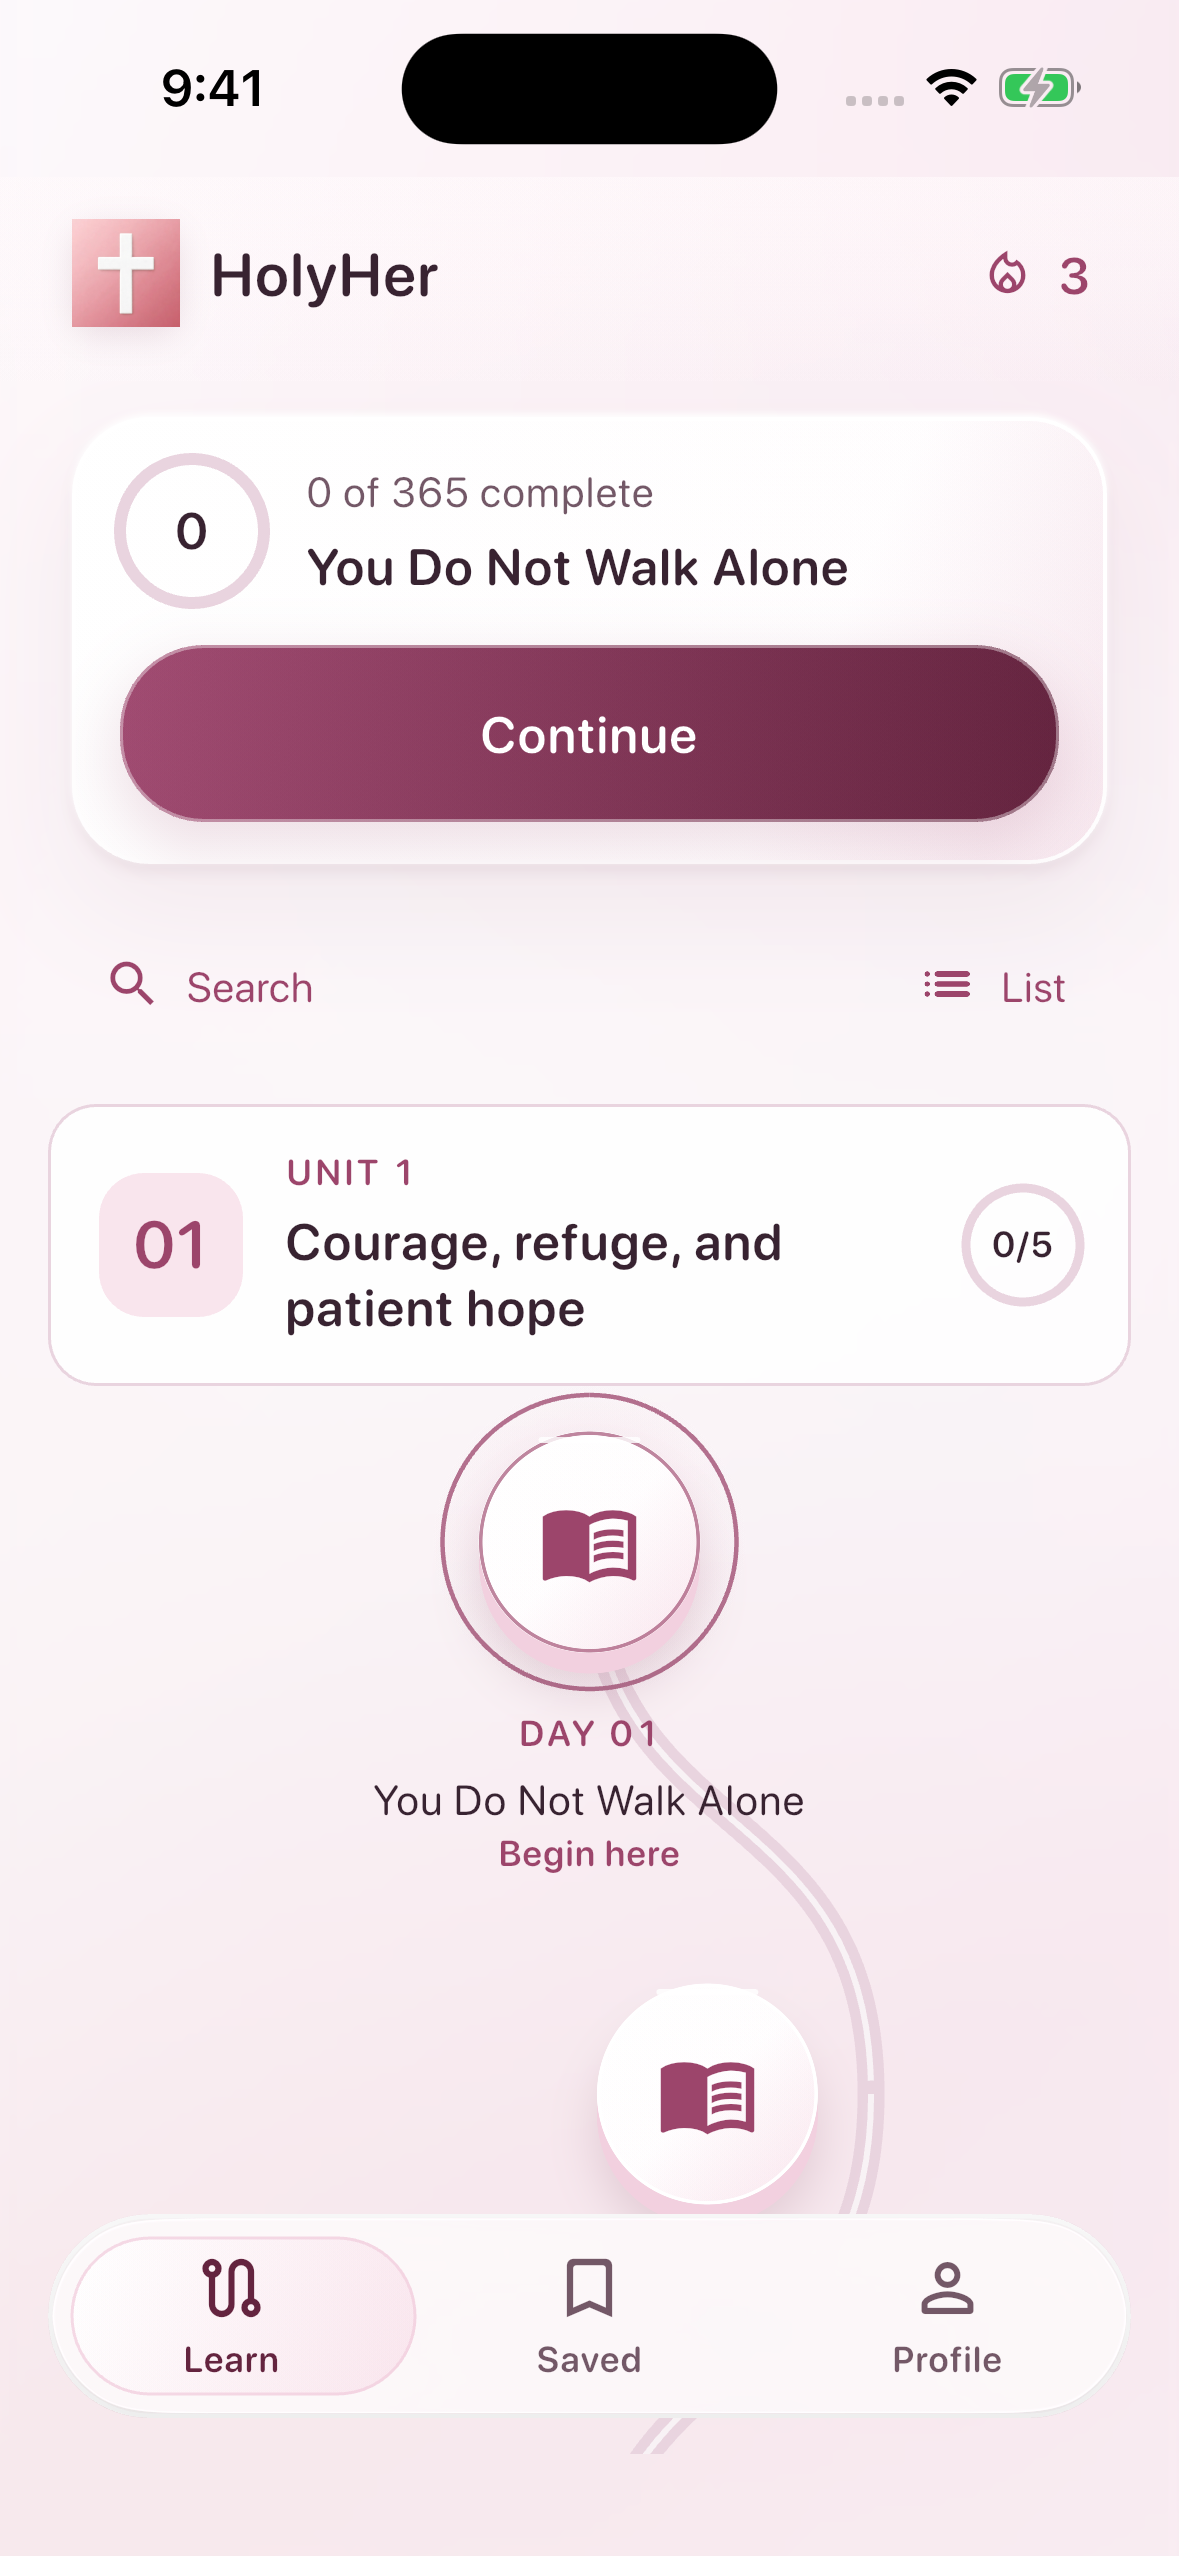 9:41
HolyHer
3
0
0 of 365 complete
You Do Not Walk Alone
Continue
Search
List
UNIT 1
01
Courage, refuge, and
patient hope
0/5
DAY 01
You Do Not Walk Alone
Begin here
Learn
Saved
Profile